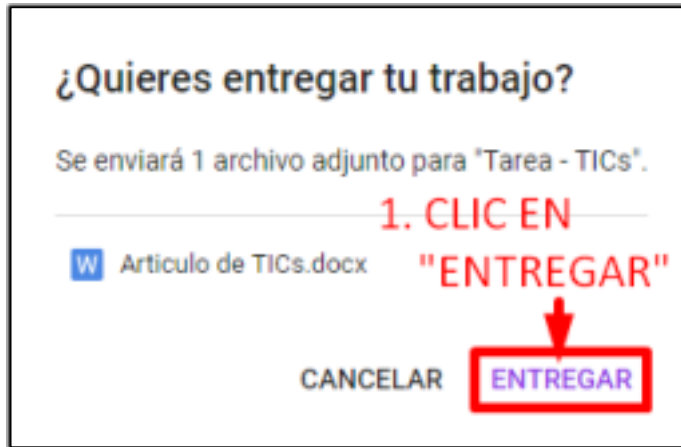 ¿Quieres entregar tu trabajo?
Se enviará 1 archivo adjunto para "Tarea - TICs".
1. CLIC EN
"ENTREGAR"
W Articulo de TICs.docx
CANCELAR ENTREGAR